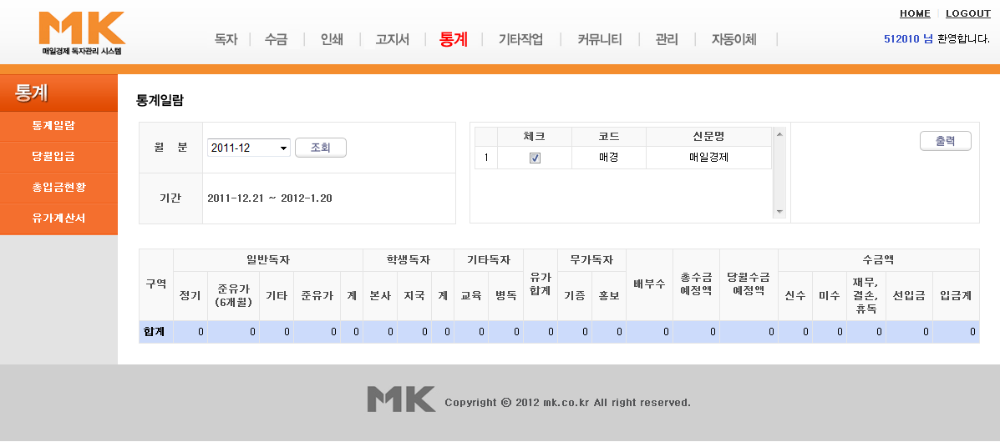 HOME LOGOUT
MK
매일경제 독자관리 시스템
독자 수금 인쇄 고지서 통계 기타작업 커뮤니티 관리 자동이체
512010 님 환영합니다.
통계
통계일람
당월입금
총입금현황
유가계산서
통계일람
월 분 2011-12 조회
기간 2011-12.21 ~ 2012-1.20
체크 코드 신문명
1 매경 매일경제
출력
구역 일반독자 학생독자 기타독자 유가 합계 무가독자 배부수 총수금 예정액 당월수금 예정액 수금액
정기 준유가 (6개월) 기타 준유가 계 본사 지국 계 교육 병독 기증 홍보 신수 미수 재무, 결손, 휴독 선입금 입금계
합계 0 0 0 0 0 0 0 0 0 0 0 0 0 0 0 0 0 0 0 0 0
MK Copyright ⓒ 2012 mk.co.kr All right reserved.